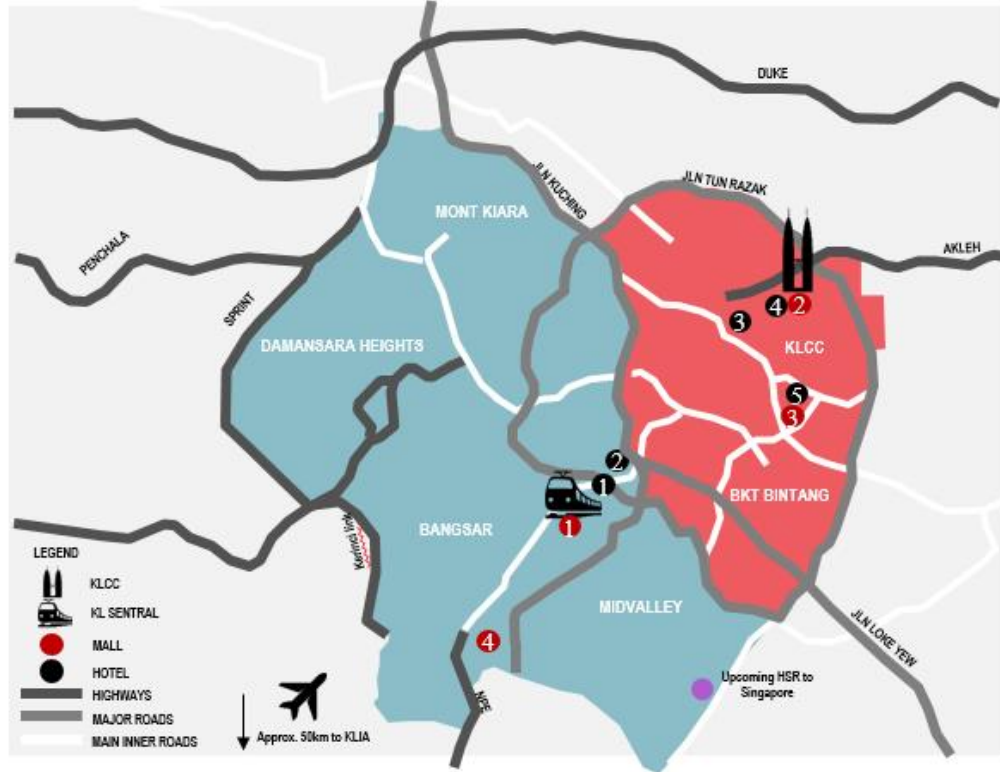 DUKE
JLN KUCHING
JLN TUN RAZAK
MONT KIARA
AKLEH
PENCHALA
SPRINT
4 2
3
DAMANSARA HEIGHTS
KLCC
5
3
2
1
BKT BINTANG
1
BANGSAR
Kerinci link
LEGEND
KLCC
KL SENTRAL
MALL
HOTEL
HIGHWAYS
MAJOR ROADS
MAIN INNER ROADS
MIDVALLEY
4
JLN LOKE YEW
Upcoming HSR to
Singapore
NPE
Approx. 50km to KLIA